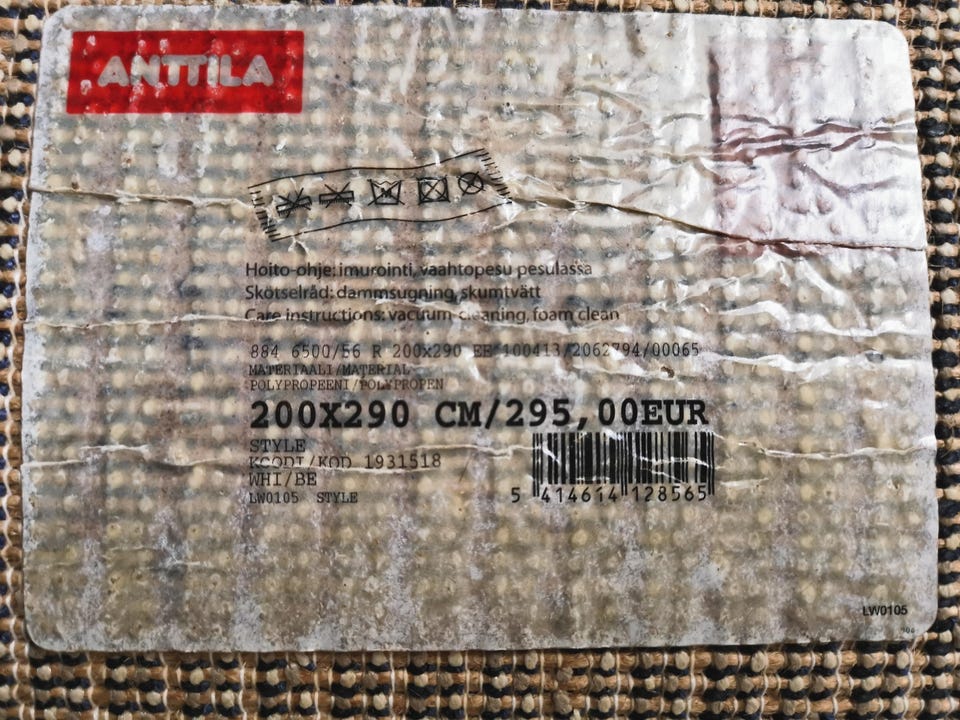 ANTTILA
Hoito-ohje: imurointi, vaahtopesu pesulassa
Skötselråd: dammsugning, skumtvätt
Care instructions: vacuum-cleaning, foam clean
884 6500/E6 R 200x290 EE 100413/2062794/00065
MATERIAALI/MATERIAL
POLYPROPEENI/POLYPROPEN
200X290 CM/295,00EUR
STYLE
KOODI/KOD 1931518
WHI/BE
LW0105 STYLE
5 414614 128565
LW0105